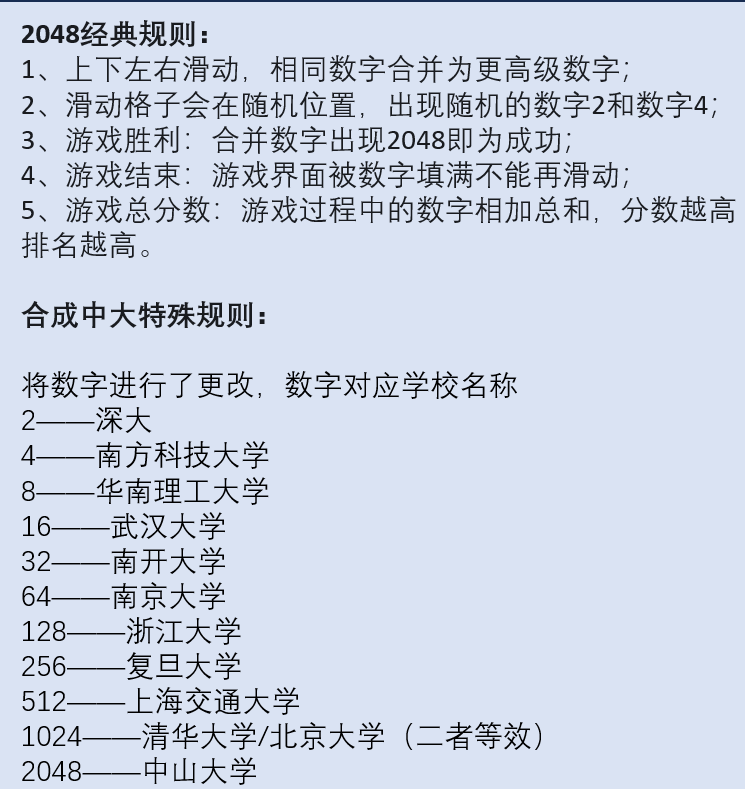 2048经典规则：
1、上下左右滑动，相同数字合并为更高级数字；
2、滑动格子会在随机位置，出现随机的数字2和数字4；
3、游戏胜利：合并数字出现2048即为成功；
4、游戏结束：游戏界面被数字填满不能再滑动；
5、游戏总分数：游戏过程中的数字相加总和，分数越高
排名越高。
合成中大特殊规则：
将数字进行了更改，数字对应学校名称
2——深大
4——南方科技大学
8——华南理工大学
16——武汉大学
32——南开大学
64——南京大学
128——浙江大学
256——复旦大学
512——上海交通大学
1024——清华大学/北京大学（二者等效）
2048——中山大学